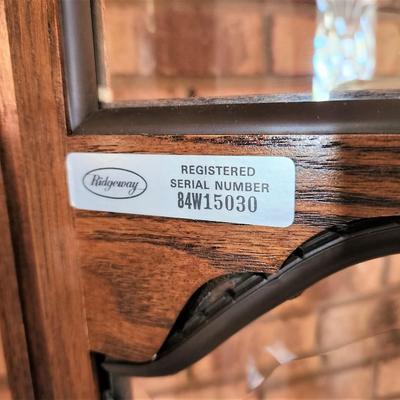 Ridgeway
REGISTERED
SERIAL NUMBER
84W15030